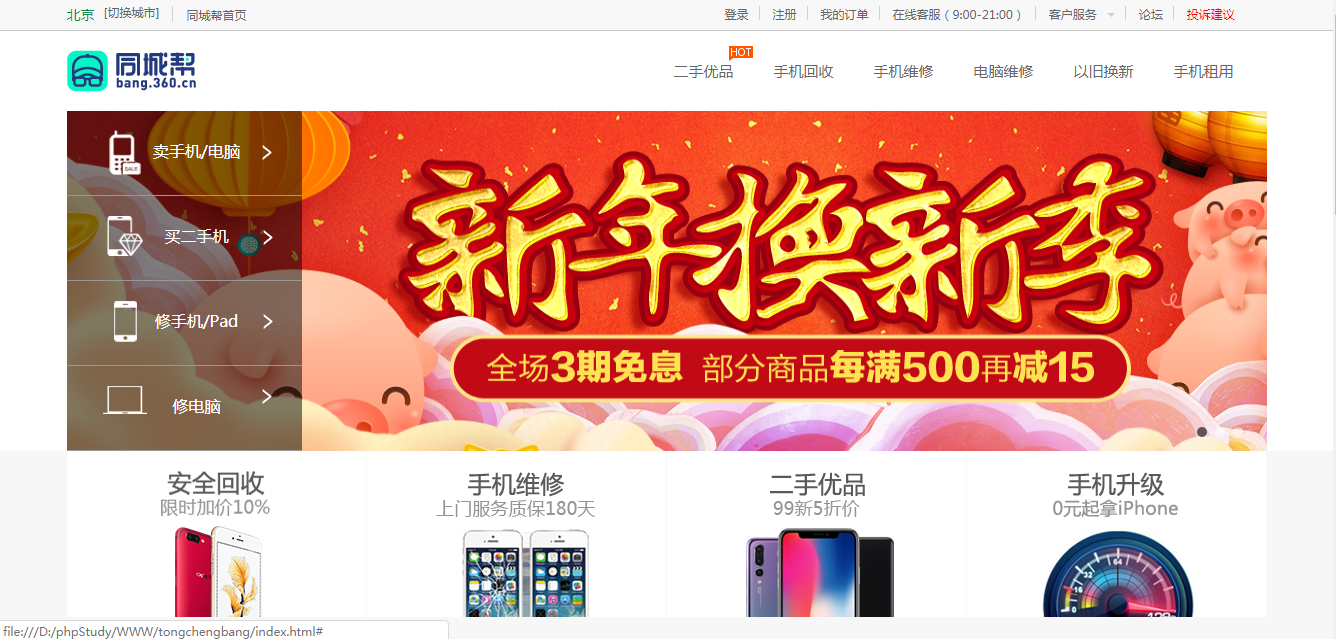 北京 [切换城市] 同城帮首页 登录 注册 我的订单 在线客服 ( 9:00-21:00 ) 客户服务 论坛 投诉建议
同城帮
bang.360.cn
HOT
二手优品 手机回收 手机维修 电脑维修 以旧换新 手机租用
卖手机/电脑
SALE
买二手机
修手机/Pad
修电脑
新年换新季
全场3期免息 部分商品每满500再减15
安全回收
限时加价10%
手机维修
上门服务质保180天
二手优品
99新5折价
手机升级
0元起拿iPhone
0 16 32 64 128
file:///D:/phpStudy/WWW/tongchengbang/index.html#